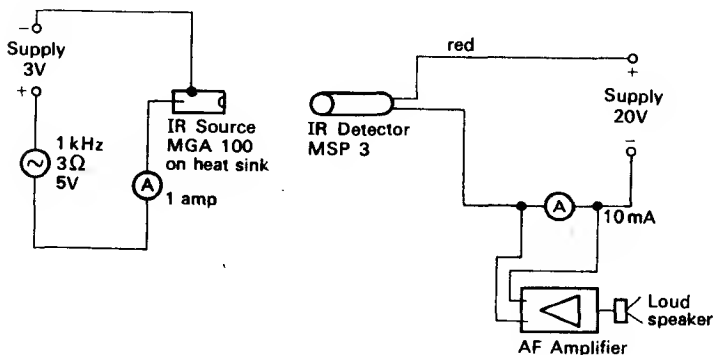 −
Supply
3V
+
1 kHz
3Ω
5V
A
1 amp
IR Source
MGA 100
on heat sink
red
IR Detector
MSP 3
+
Supply
20V
−
A
10 mA
Loud
speaker
AF Amplifier